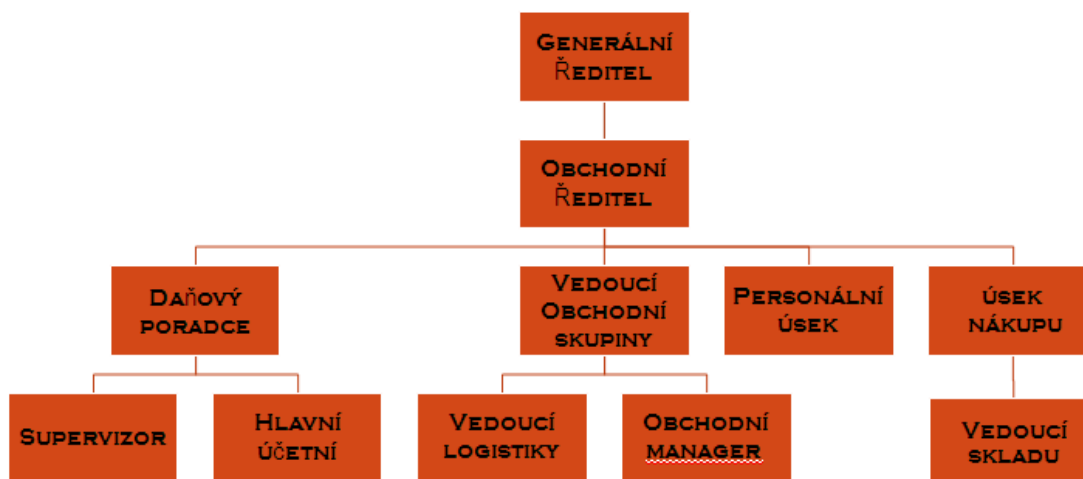 Generální
Ředitel
Obchodní
Ředitel
Daňový
poradce
Vedoucí
Obchodní
skupiny
Personální
úsek
úsek
nákupu
Supervizor
Hlavní
účetní
Vedoucí
logistiky
Obchodní
manager
Vedoucí
skladu